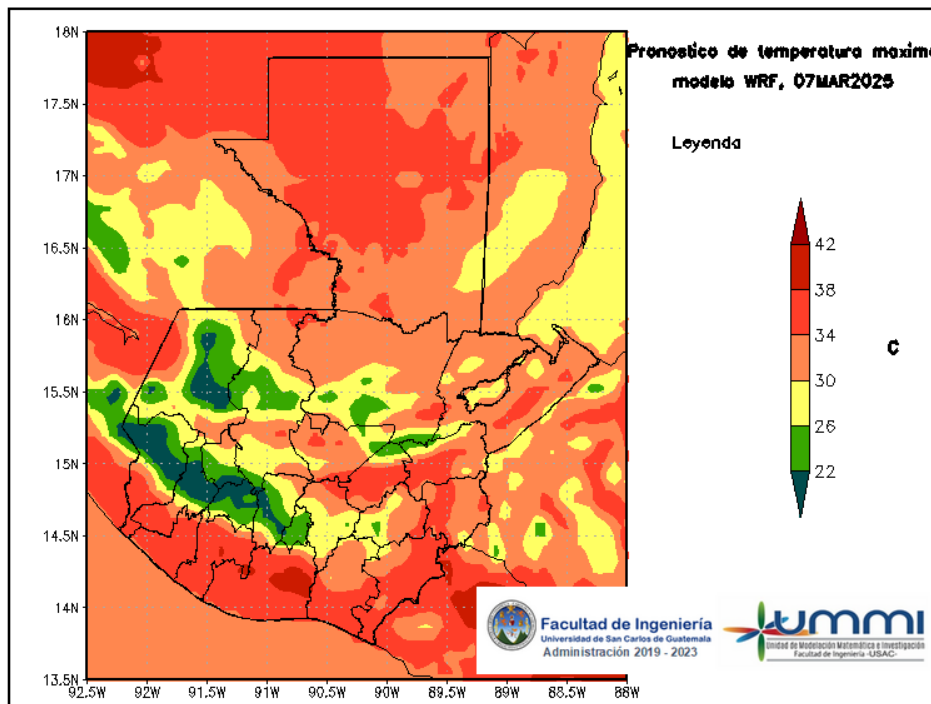 Pronostico de temperatura maxima
modelo WRF, 07MAR2025
Leyenda
42
38
34
30
26
22
C
18N
17.5N
17N
16.5N
16N
15.5N
15N
14.5N
14N
13.5N
92.5W 92W 91.5W 91W 90.5W 90W 89.5W 89W 88.5W 88W
Facultad de Ingeniería
Universidad de San Carlos de Guatemala
Administración 2019 - 2023
ummi
Unidad de Modelación Matemática e Investigación
Facultad de Ingeniería -USAC-